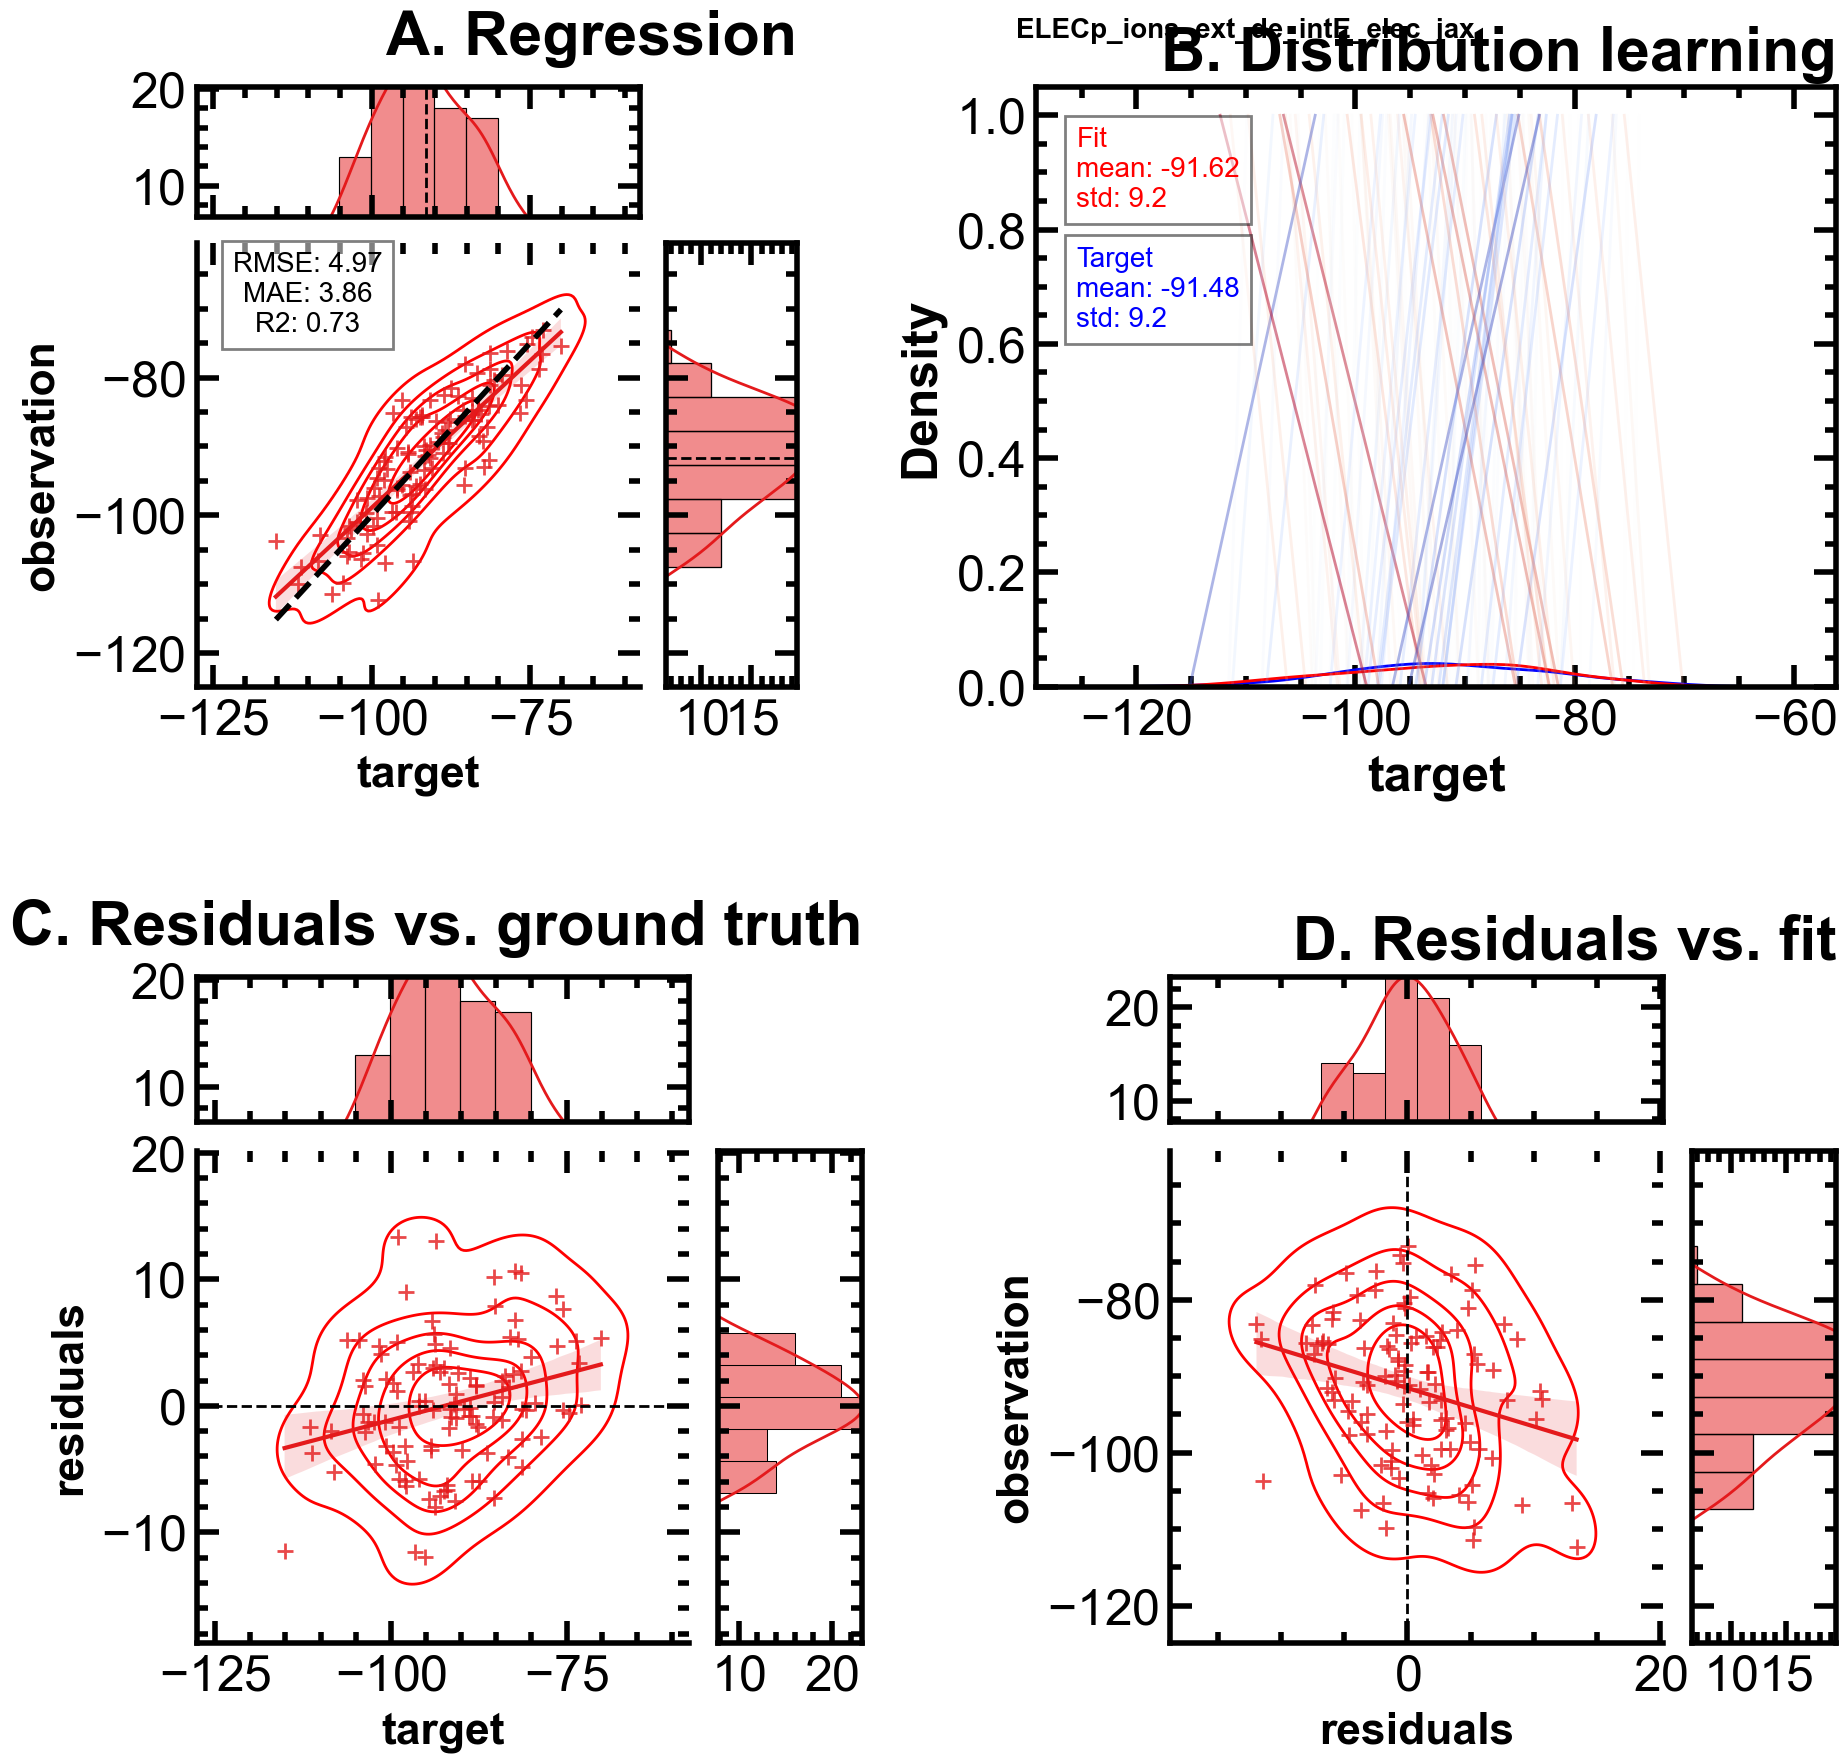 A. Regression
20
10
RMSE: 4.97
MAE: 3.86
R2: 0.73
observation
−80
−100
−120
−125 −100 −75
1015
target
ELECp_ions_ext_de_intE_elec_jax
B. Distribution learning
Fit
mean: -91.62
std: 9.2
Target
mean: -91.48
std: 9.2
Density
1.0
0.8
0.6
0.4
0.2
0.0
−120 −100 −80 −60
target
C. Residuals vs. ground truth
20
10
residuals
20
10
0
−10
−125 −100 −75
10 20
target
D. Residuals vs. fit
20
10
observation
−80
−100
−120
0 20
1015
residuals